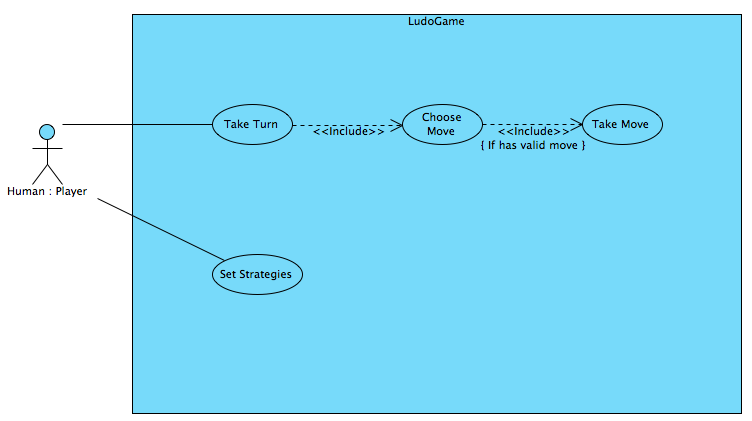 LudoGame
Take Turn
<<Include>>
Choose
Move
<<Include>>
{ If has valid move }
Take Move
Human : Player
Set Strategies